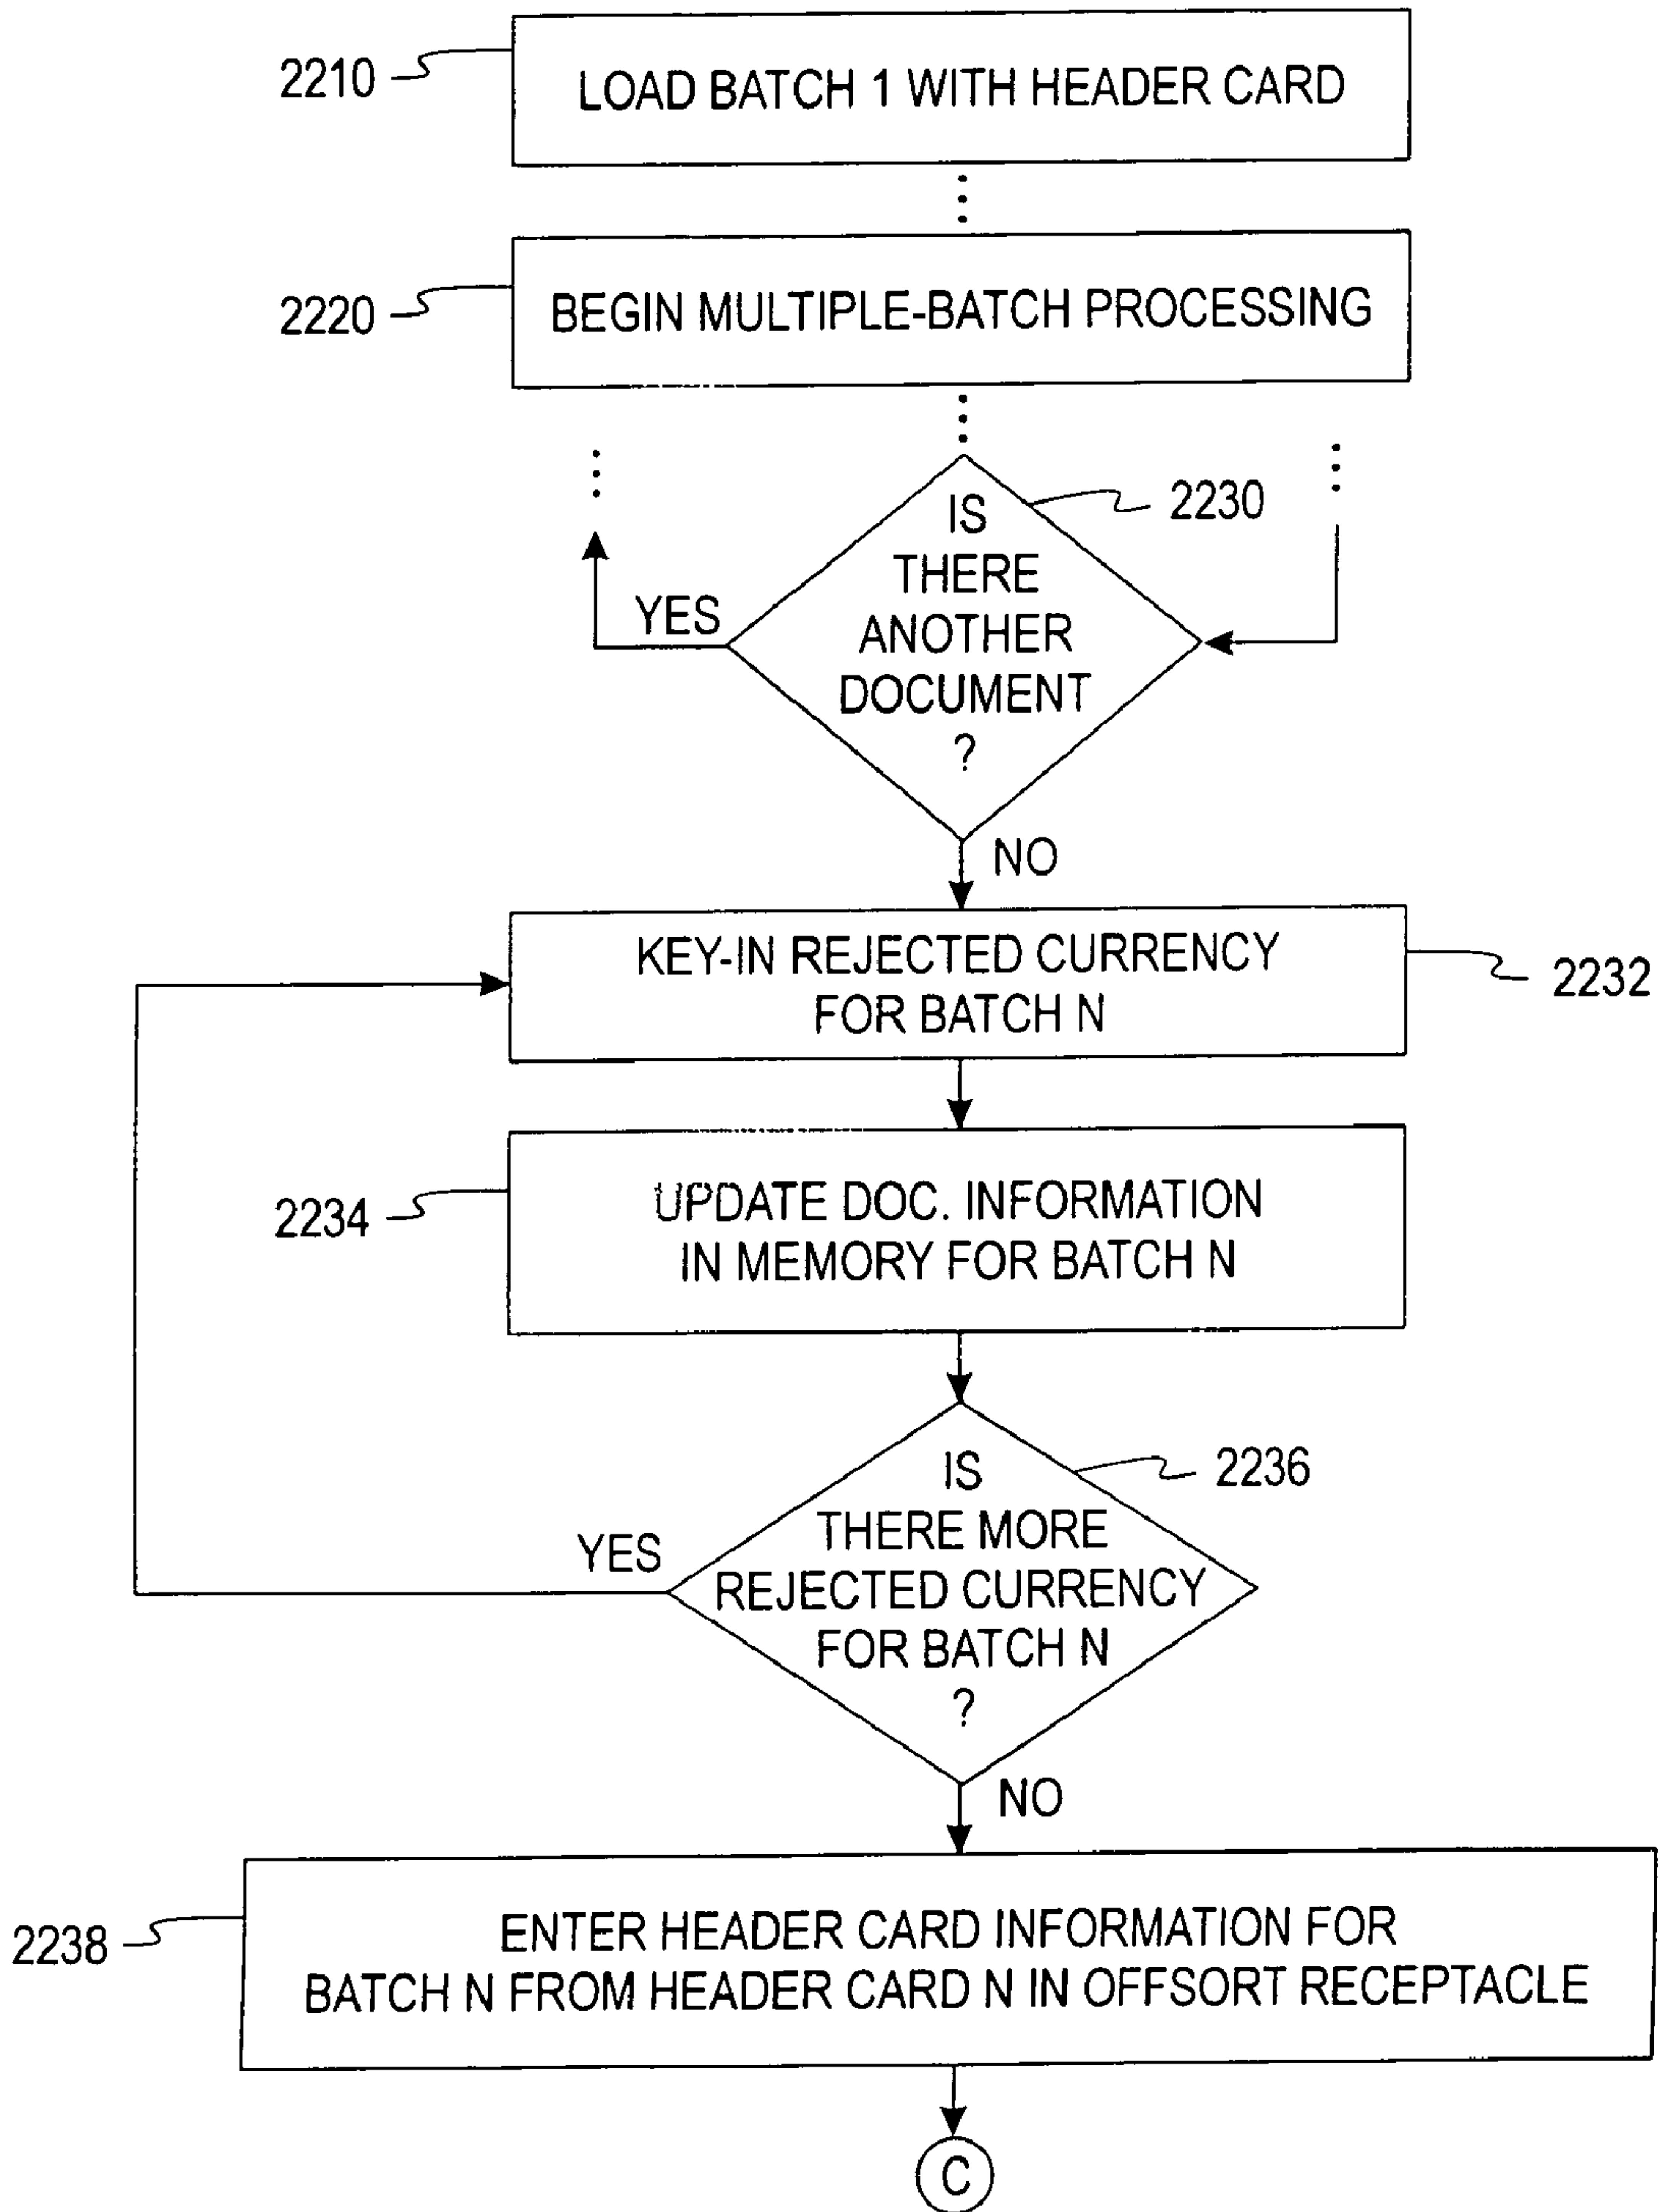 2210
LOAD BATCH 1 WITH HEADER CARD
2220
BEGIN MULTIPLE-BATCH PROCESSING
2230
IS
THERE
ANOTHER
DOCUMENT
?
YES
NO
KEY-IN REJECTED CURRENCY
FOR BATCH N
2232
2234
UPDATE DOC. INFORMATION
IN MEMORY FOR BATCH N
2236
IS
THERE MORE
REJECTED CURRENCY
FOR BATCH N
?
YES
NO
2238
ENTER HEADER CARD INFORMATION FOR
BATCH N FROM HEADER CARD N IN OFFSORT RECEPTACLE
C